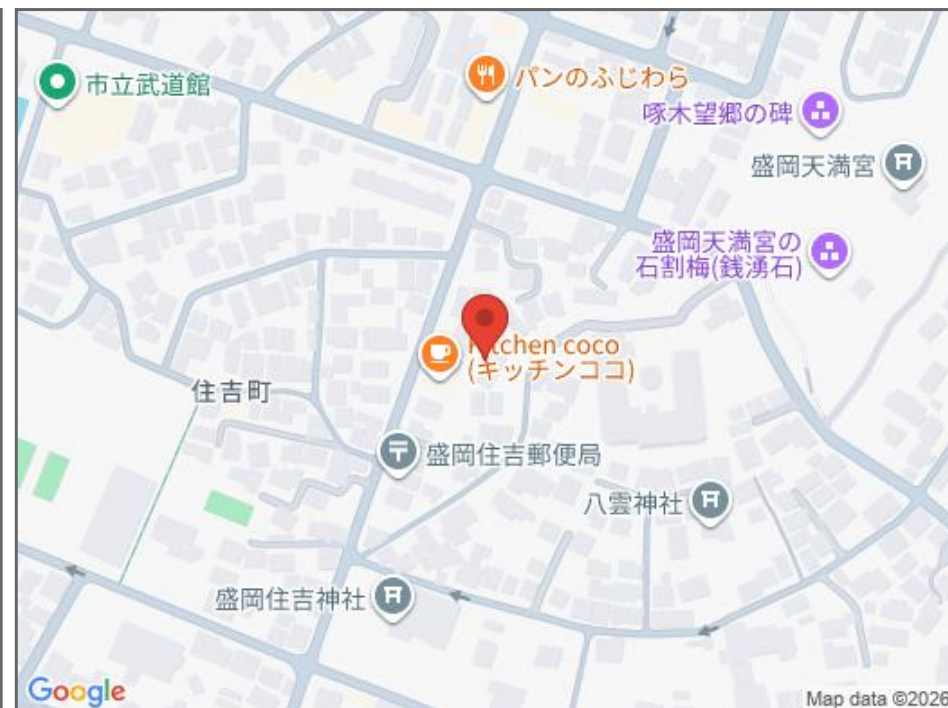 パンのふじわら
市立武道館
啄木望郷の碑
盛岡天満宮
盛岡天満宮の
石割梅(銭湧石)
Kitchen coco
(キッチンココ)
住吉町
盛岡住吉郵便局
八雲神社
盛岡住吉神社
Google
Map data ©2026